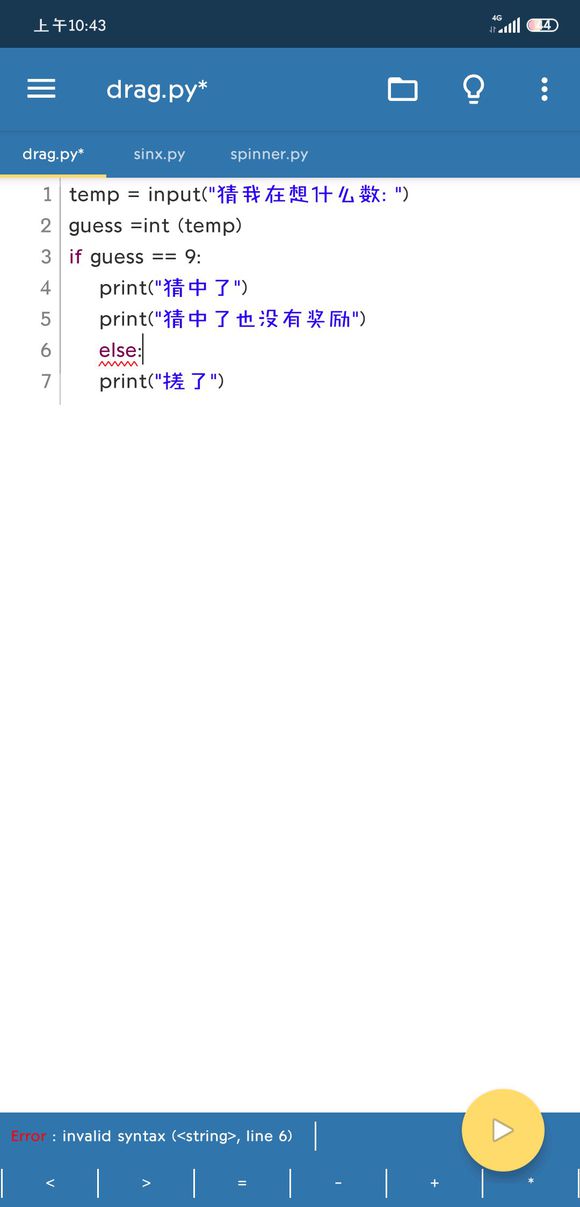 上午10:43
4G
44
drag.py*
drag.py*
sinx.py
spinner.py
1 temp = input("猜我在想什么数: ")
2 guess =int (temp)
3 if guess == 9:
4 print("猜中了")
5 print("猜中了也没有奖励")
6 else:
7 print("搓了")
Error : invalid syntax (<string>, line 6)
< > = - + *